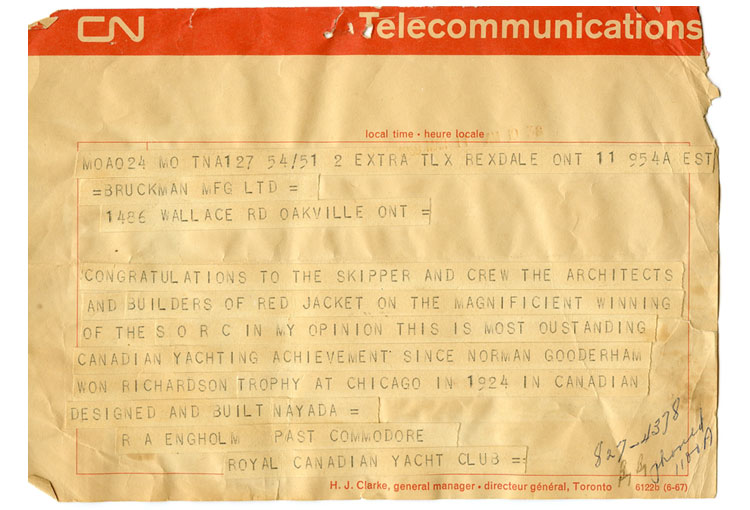 CN Telecommunications
local time • heure locale
MOA024 MO TNA127 54/51 2 EXTRA TLX REXDALE ONT 11 954A EST
=BRUCKMAN MFG LTD =
1486 WALLACE RD OAKVILLE ONT =
CONGRATULATIONS TO THE SKIPPER AND CREW THE ARCHITECTS
AND BUILDERS OF RED JACKET ON THE MAGNIFICIENT WINNING
OF THE S O R C IN MY OPINION THIS IS MOST OUSTANDING
CANADIAN YACHTING ACHIEVEMENT SINCE NORMAN GOODERHAM
WON RICHARDSON TROPHY AT CHICAGO IN 1924 IN CANADIAN
DESIGNED AND BUILT NAYADA =
R A ENGHOLM PAST COMMODORE
ROYAL CANADIAN YACHT CLUB =
827-4378
phoned
H. J. Clarke, general manager • directeur général, Toronto 6122b (6-67)